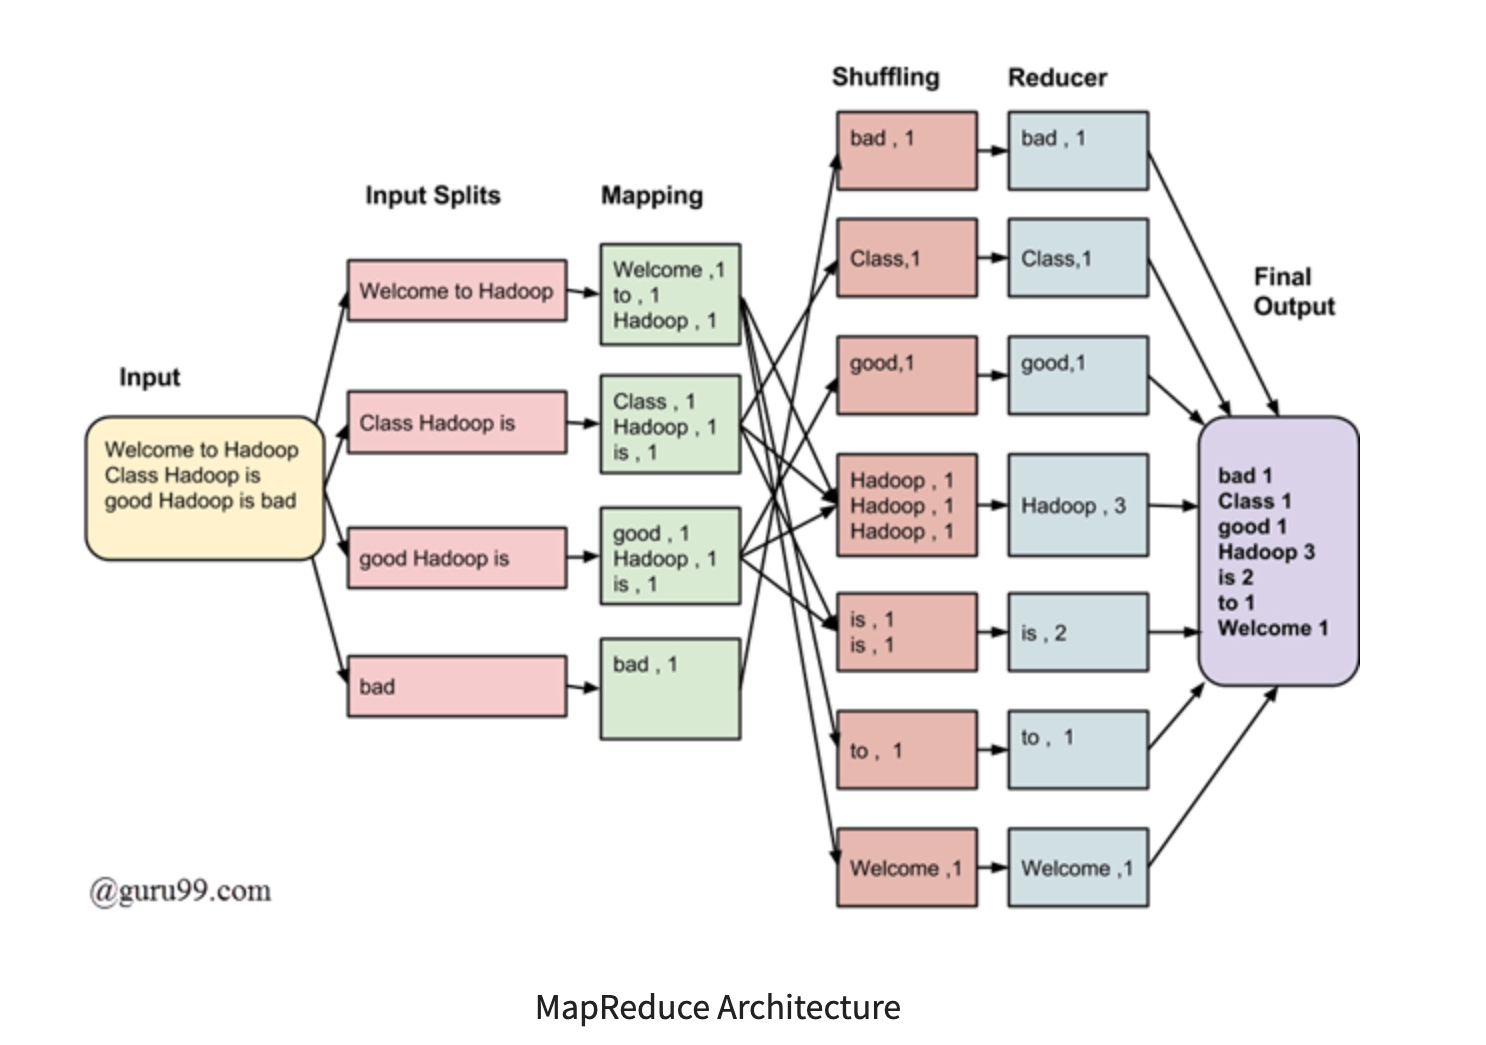 Shuffling
Reducer
Input Splits
Mapping
Input
Final
Output
Welcome to Hadoop
Class Hadoop is
good Hadoop is bad
Welcome to Hadoop
Class Hadoop is
good Hadoop is
bad
Welcome ,1
to , 1
Hadoop , 1
Class , 1
Hadoop , 1
is , 1
good , 1
Hadoop , 1
is , 1
bad , 1
bad , 1
Class,1
good,1
Hadoop , 1
Hadoop , 1
Hadoop , 1
is , 1
is , 1
to , 1
Welcome ,1
bad , 1
Class,1
good,1
Hadoop , 3
is , 2
to , 1
Welcome ,1
bad 1
Class 1
good 1
Hadoop 3
is 2
to 1
Welcome 1
@guru99.com
MapReduce Architecture